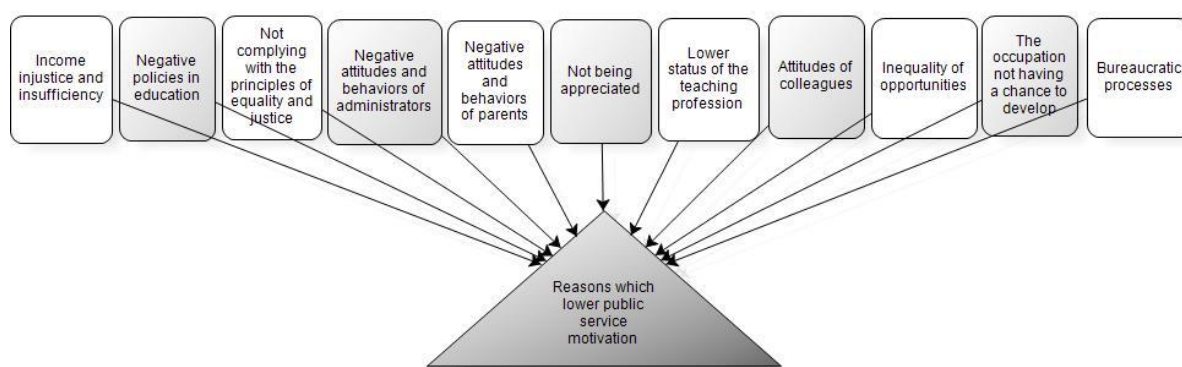 Income
injustice and
insufficiency
Negative
policies in
education
Not
complying with
the principles
of equality and
justice
Negative
attitudes and
behaviors of
administrators
Negative
attitudes
and
behaviors
of parents
Not being
appreciated
Lower
status of the
teaching
profession
Attitudes of
colleagues
Inequality of
opportunities
The
occupation
not having
a chance to
develop
Bureaucratic
processes
Reasons which
lower public
service
motivation